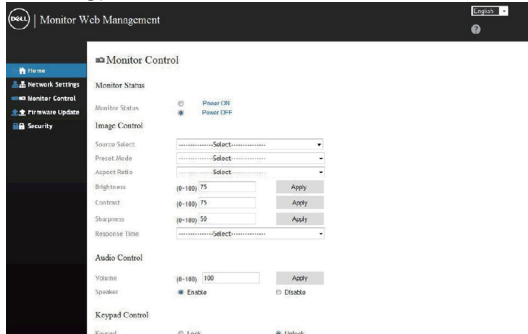 DELL | Monitor Web Management
English
?
Home
Network Settings
Monitor Control
Firmware Update
Security
Monitor Control
Monitor Status
Monitor Status
Power ON
Power OFF
Image Control
Source Select ---------------Select---------------
Preset Mode ---------------Select---------------
Aspect Ratio ---------------Select---------------
Brightness (0~100) 75 Apply
Contrast (0~100) 75 Apply
Sharpness (0~100) 50 Apply
Response Time ---------------Select---------------
Audio Control
Volume (0~100) 100 Apply
Speaker Enable Disable
Keypad Control
Keypad Lock Unlock